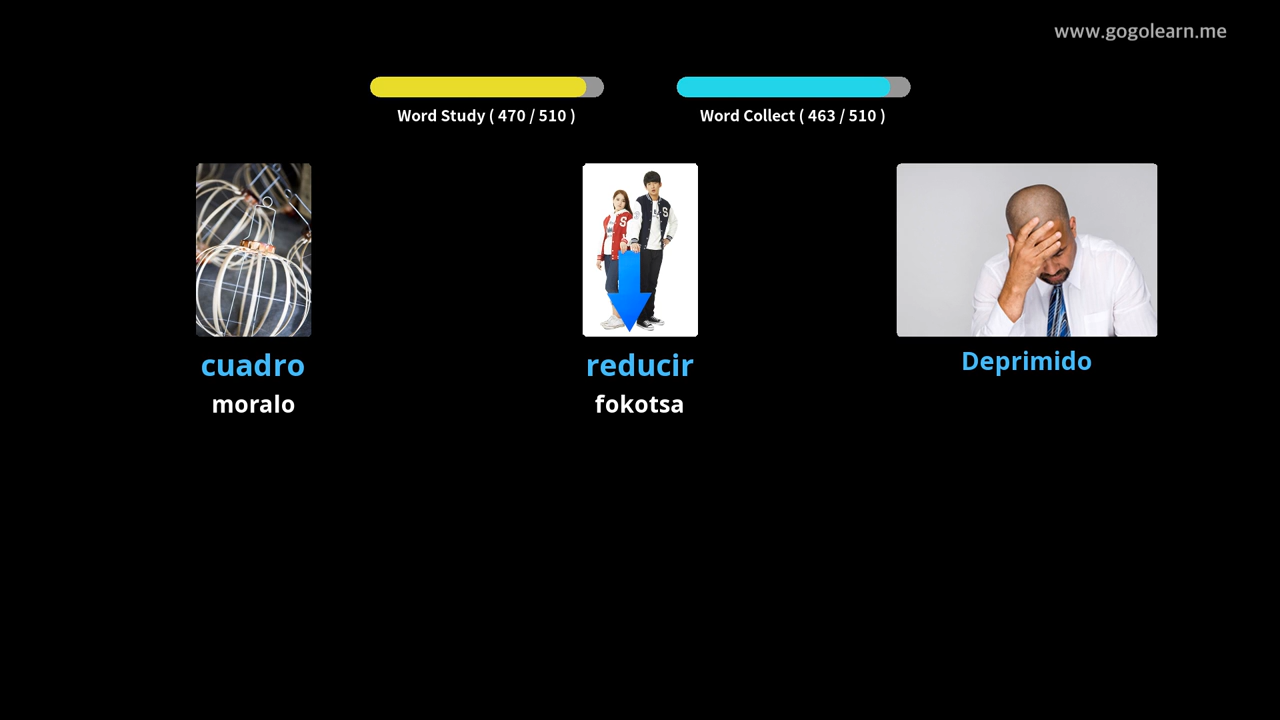 www.gogolearn.me
Word Study ( 470 / 510 )
Word Collect ( 463 / 510 )
S
S
cuadro
reducir
Deprimido
moralo
fokotsa